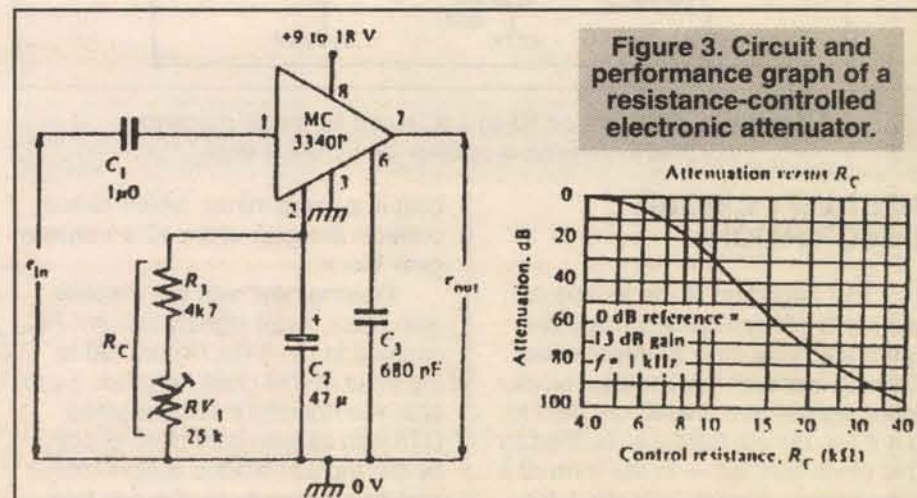 +9 to 18 V
8
MC
3340P
7
6
3
2
C1
1µ0
ein
R1
4k7
RC
RV1
25 k
+
C2
47 µ
C3
680 pF
0 V
Figure 3. Circuit and
performance graph of a
resistance-controlled
electronic attenuator.
Attenuation versus RC
Attenuation, dB
0
20
40
60
80
100
0 dB reference =
13 dB gain
f = 1 kHz
4.0
6
8
10
15
20
30
40
Control resistance, RC (kΩ)